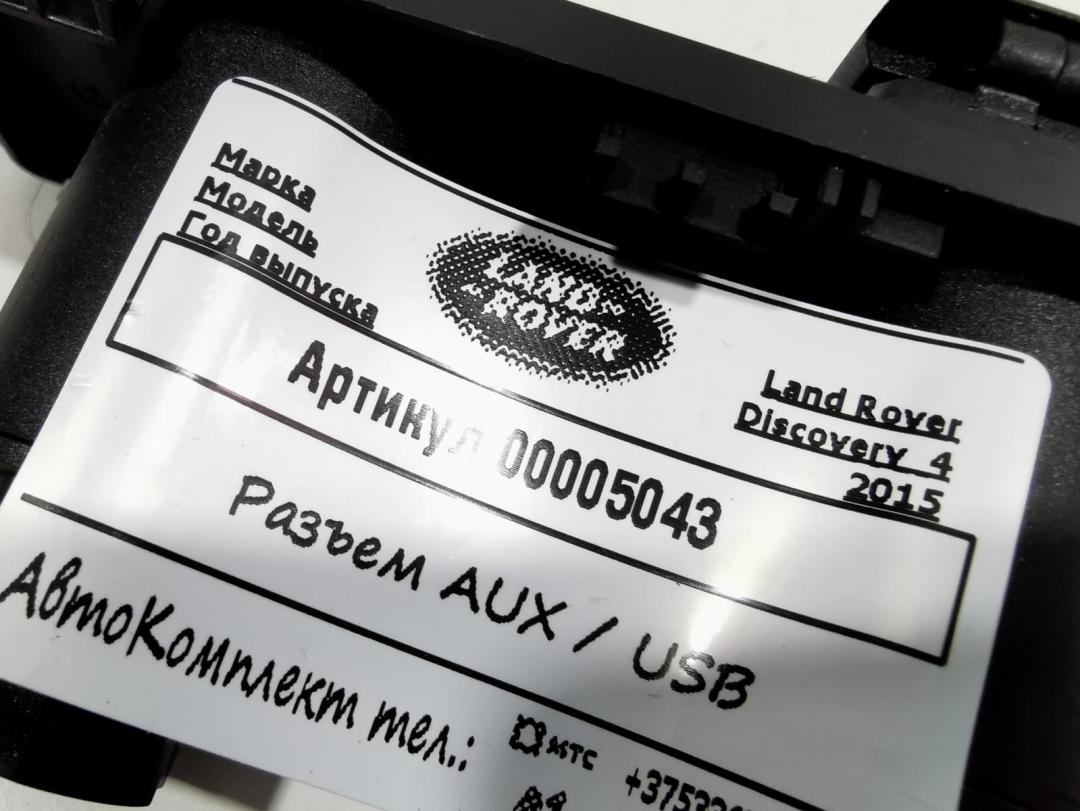 Марка
Модель
Год выпуска
LAND
ROVER
Land Rover
Discovery 4
2015
Артикул 00005043
Разъем AUX / USB
АвтоКомплект тел.:
мтс